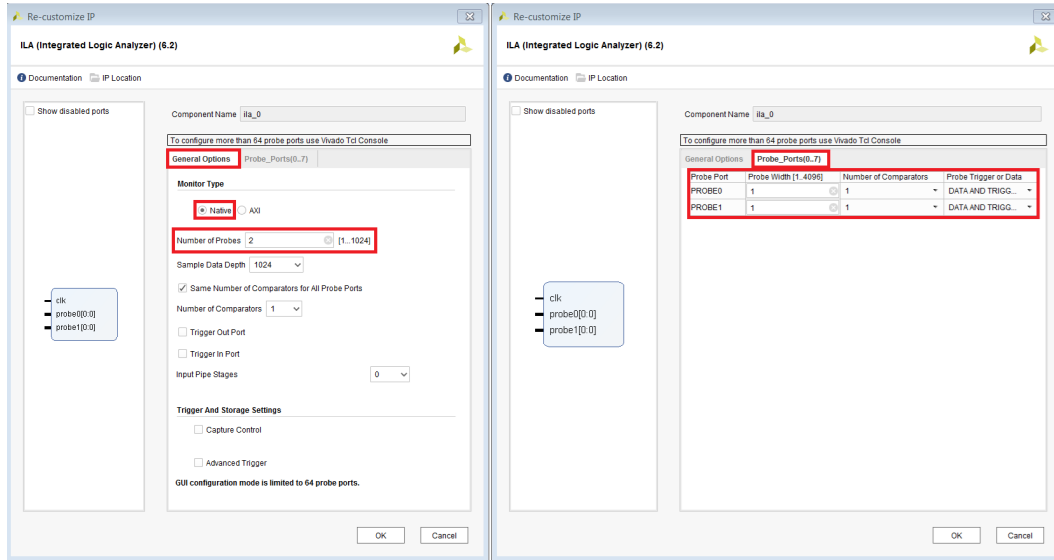 Re-customize IP
ILA (Integrated Logic Analyzer) (6.2)
Documentation IP Location
Show disabled ports
clk
probe0[0:0]
probe1[0:0]
Component Name ila_0
To configure more than 64 probe ports use Vivado Tcl Console
General Options Probe_Ports(0..7)
Monitor Type
Native AXI
Number of Probes 2 [1...1024]
Sample Data Depth 1024
Same Number of Comparators for All Probe Ports
Number of Comparators 1
Trigger Out Port
Trigger In Port
Input Pipe Stages 0
Trigger And Storage Settings
Capture Control
Advanced Trigger
GUI configuration mode is limited to 64 probe ports.
OK Cancel
Re-customize IP
ILA (Integrated Logic Analyzer) (6.2)
Documentation IP Location
Show disabled ports
clk
probe0[0:0]
probe1[0:0]
Component Name ila_0
To configure more than 64 probe ports use Vivado Tcl Console
General Options Probe_Ports(0..7)
Probe Port Probe Width [1..4096] Number of Comparators Probe Trigger or Data
PROBE0 1 1 DATA AND TRIGG...
PROBE1 1 1 DATA AND TRIGG...
OK Cancel